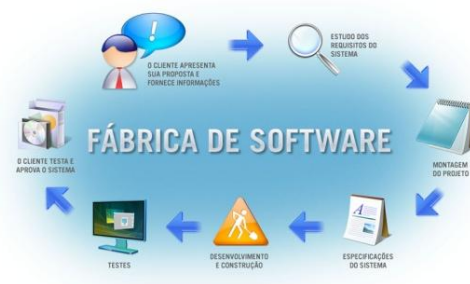 O CLIENTE APRESENTA
SUA PROPOSTA E
FORNECE INFORMAÇÕES
ESTUDO DOS
REQUISITOS DO
SISTEMA
FÁBRICA DE SOFTWARE
MONTAGEM
DO PROJETO
ESPECIFICAÇÕES
DO SISTEMA
DESENVOLVIMENTO
E CONSTRUÇÃO
TESTES
O CLIENTE TESTA E
APROVA O SISTEMA